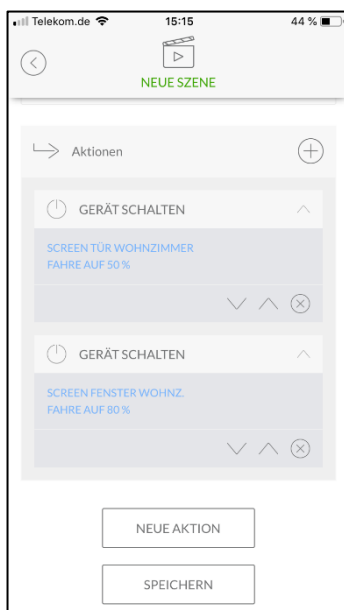 Telekom.de 15:15 44 %
NEUE SZENE
Aktionen
GERÄT SCHALTEN
SCREEN TÜR WOHNZIMMER
FAHRE AUF 50 %
GERÄT SCHALTEN
SCREEN FENSTER WOHNZ.
FAHRE AUF 80 %
NEUE AKTION
SPEICHERN